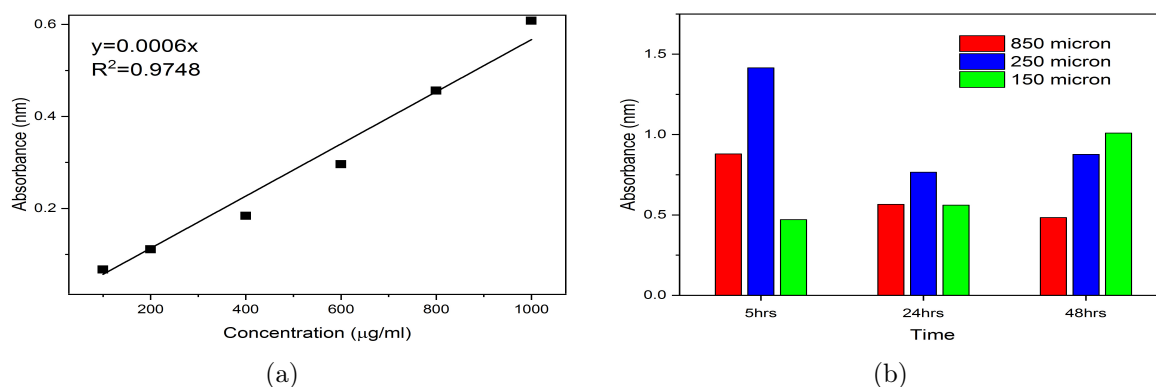 y=0.0006x
R²=0.9748
Absorbance (nm)
0.6
0.4
0.2
200 400 600 800 1000
Concentration (μg/ml)
(a)
850 micron
250 micron
150 micron
Absorbance (nm)
1.5
1.0
0.5
0.0
5hrs 24hrs 48hrs
Time
(b)